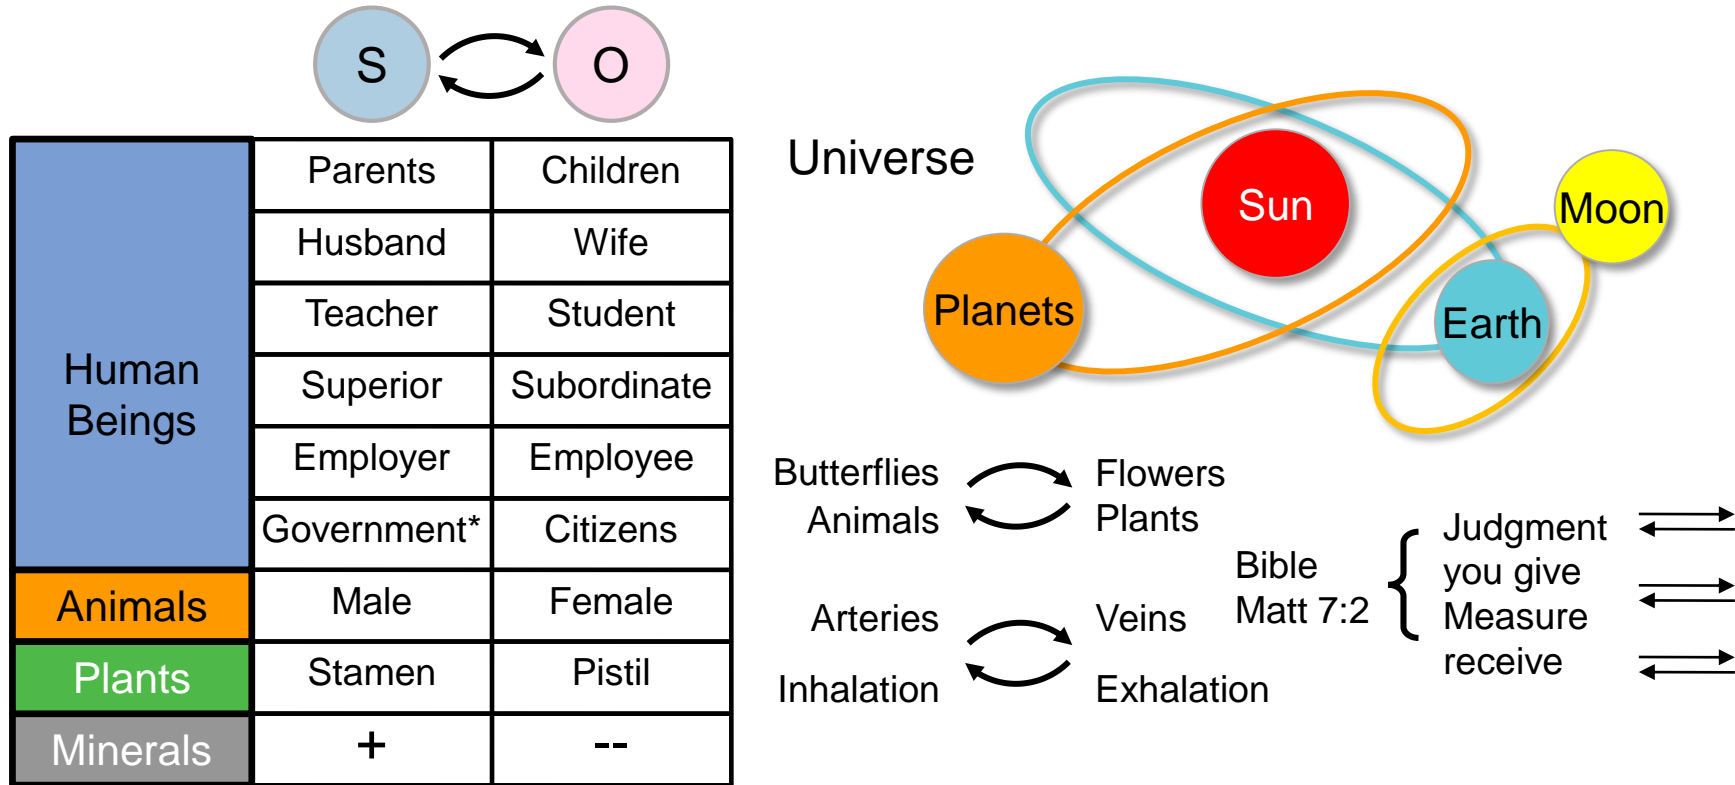 S O
Human
Beings
Parents Children
Husband Wife
Teacher Student
Superior Subordinate
Employer Employee
Government* Citizens
Animals Male Female
Plants Stamen Pistil
Minerals + --
Universe
Sun
Moon
Planets
Earth
Butterflies Flowers
Animals Plants
Arteries Veins
Inhalation Exhalation
Bible
Matt 7:2
Judgment
you give
Measure
receive